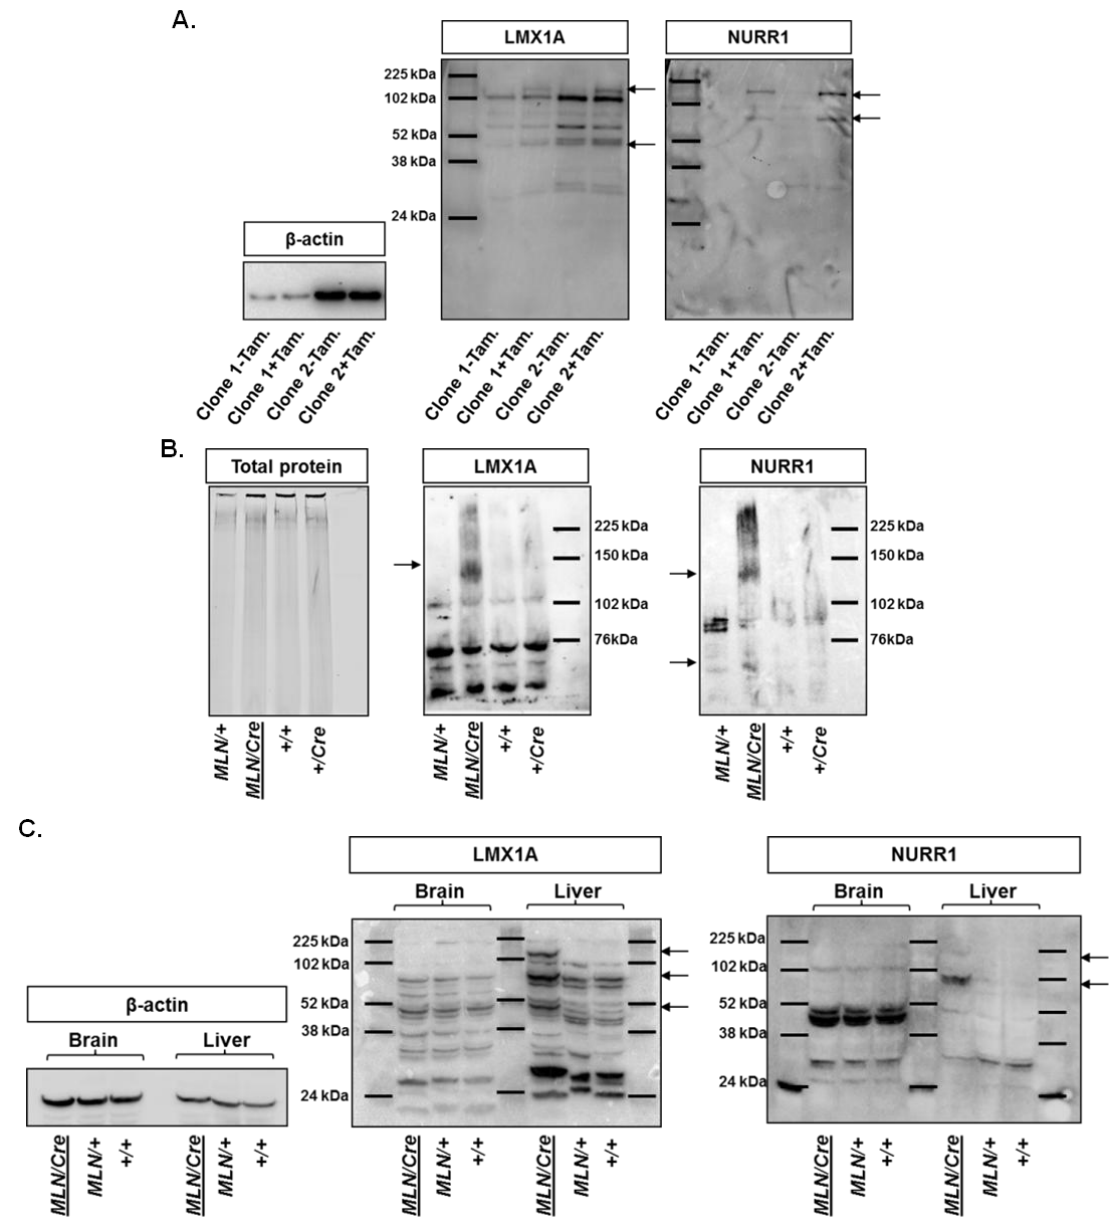 A.
LMX1A
NURR1
225 kDa
102 kDa
52 kDa
38 kDa
24 kDa
β-actin
Clone 1-Tam.
Clone 1+Tam.
Clone 2-Tam.
Clone 2+Tam.
Clone 1-Tam.
Clone 1+Tam.
Clone 2-Tam.
Clone 2+Tam.
Clone 1-Tam.
Clone 1+Tam.
Clone 2-Tam.
Clone 2+Tam.
B.
Total protein
LMX1A
NURR1
225 kDa
150 kDa
102 kDa
76kDa
225 kDa
150 kDa
102 kDa
76kDa
MLN/+
MLN/Cre
+/+
+/Cre
MLN/+
MLN/Cre
+/+
+/Cre
MLN/+
MLN/Cre
+/+
+/Cre
C.
LMX1A
NURR1
Brain
Liver
Brain
Liver
225 kDa
102 kDa
52 kDa
38 kDa
24 kDa
225 kDa
102 kDa
52 kDa
38 kDa
24 kDa
β-actin
Brain
Liver
MLN/Cre
MLN/+
+/+
MLN/Cre
MLN/+
+/+
MLN/Cre
MLN/+
+/+
MLN/Cre
MLN/+
+/+
MLN/Cre
MLN/+
+/+
MLN/Cre
MLN/+
+/+